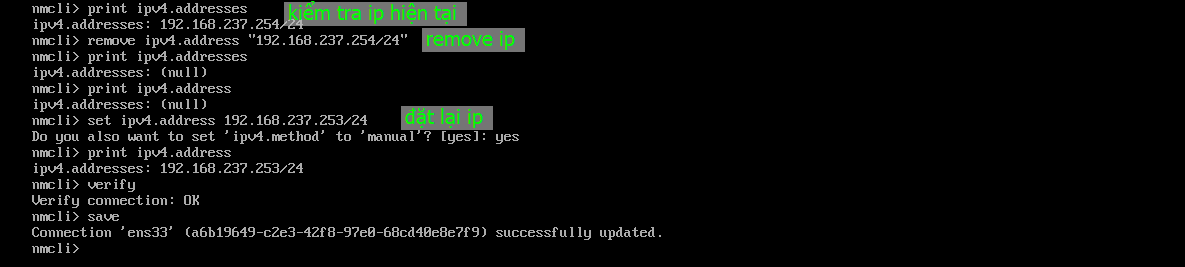 nmcli> print ipv4.addresses kiểm tra ip hiện tại
ipv4.addresses: 192.168.237.254/24
nmcli> remove ipv4.address "192.168.237.254/24" remove ip
nmcli> print ipv4.addresses
ipv4.addresses: (null)
nmcli> print ipv4.address
ipv4.addresses: (null)
nmcli> set ipv4.address 192.168.237.253/24 đặt lại ip
Do you also want to set 'ipv4.method' to 'manual'? [yes]: yes
nmcli> print ipv4.address
ipv4.addresses: 192.168.237.253/24
nmcli> verify
Verify connection: OK
nmcli> save
Connection 'ens33' (a6b19649-c2e3-42f8-97e0-68cd40e8e7f9) successfully updated.
nmcli>